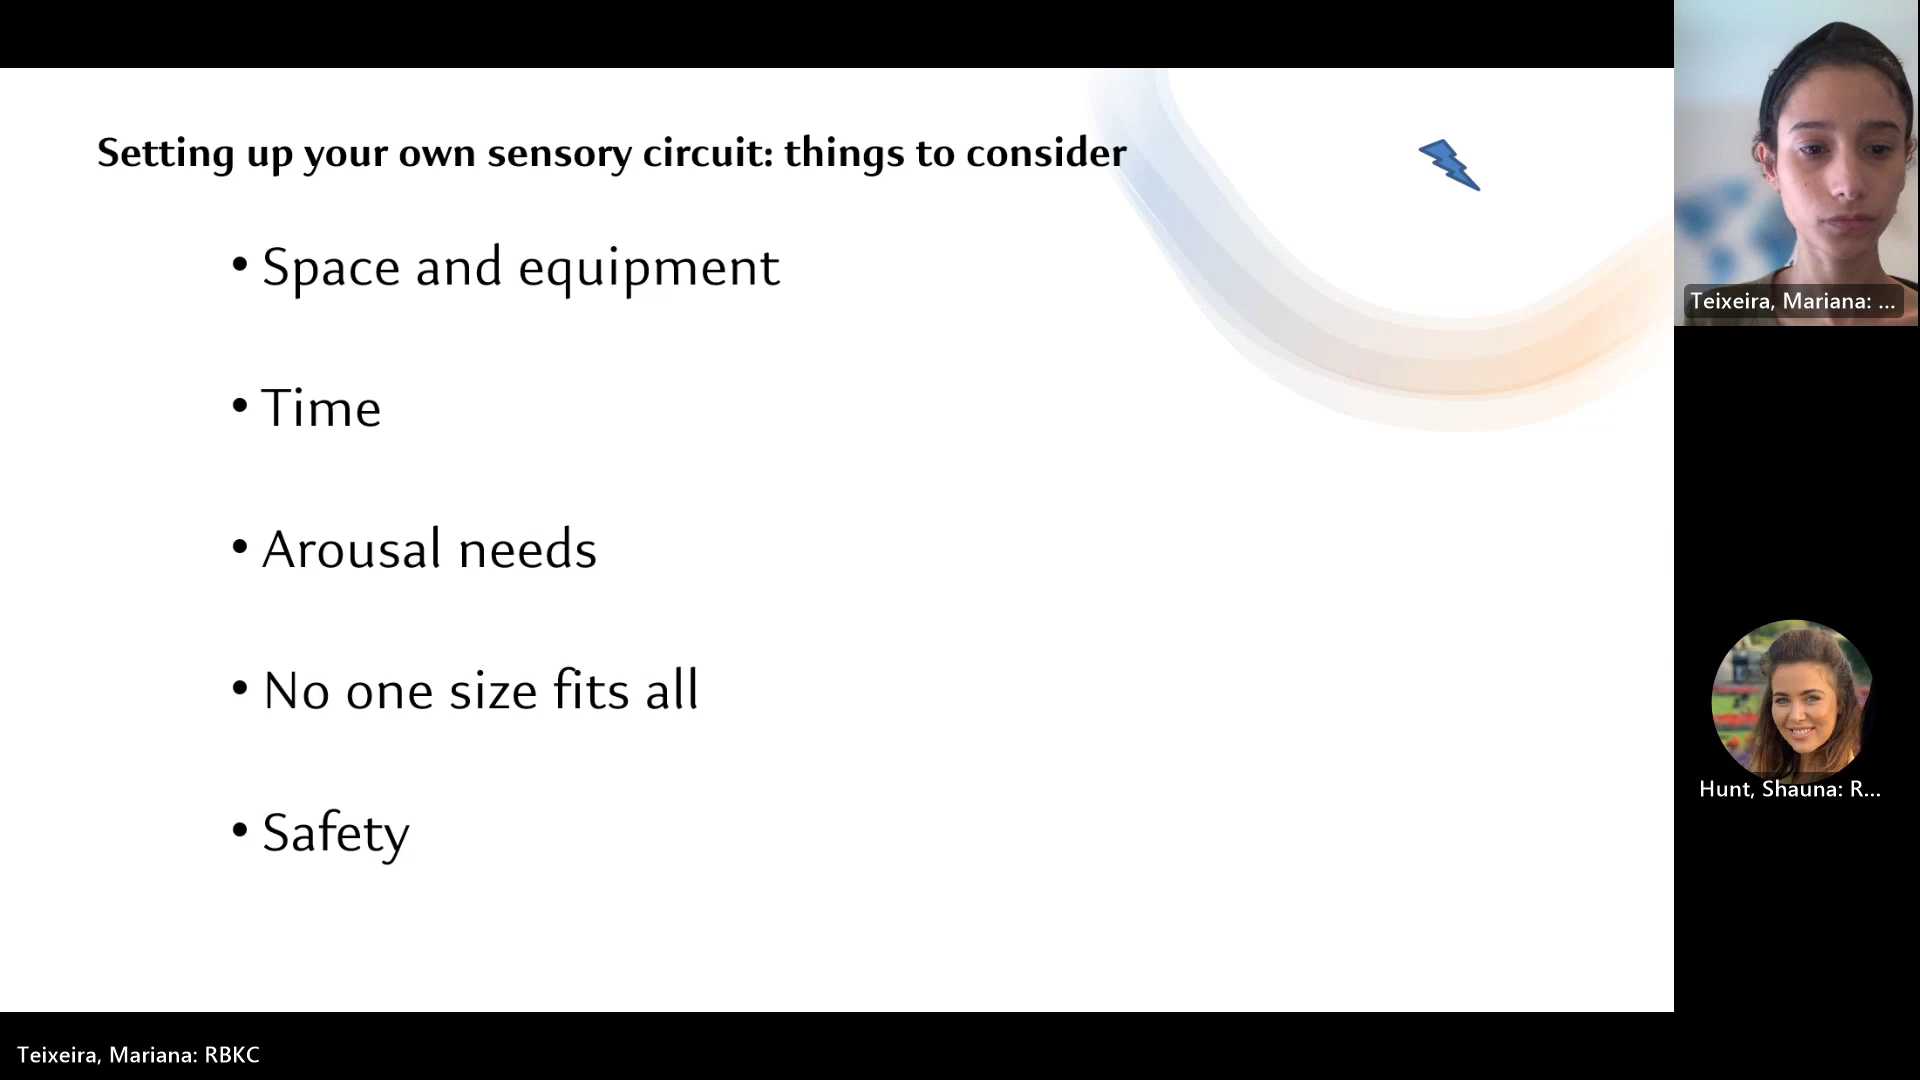 Setting up your own sensory circuit: things to consider
• Space and equipment
• Time
• Arousal needs
• No one size fits all
• Safety
Teixeira, Mariana: ...
Hunt, Shauna: R...
Teixeira, Mariana: RBKC